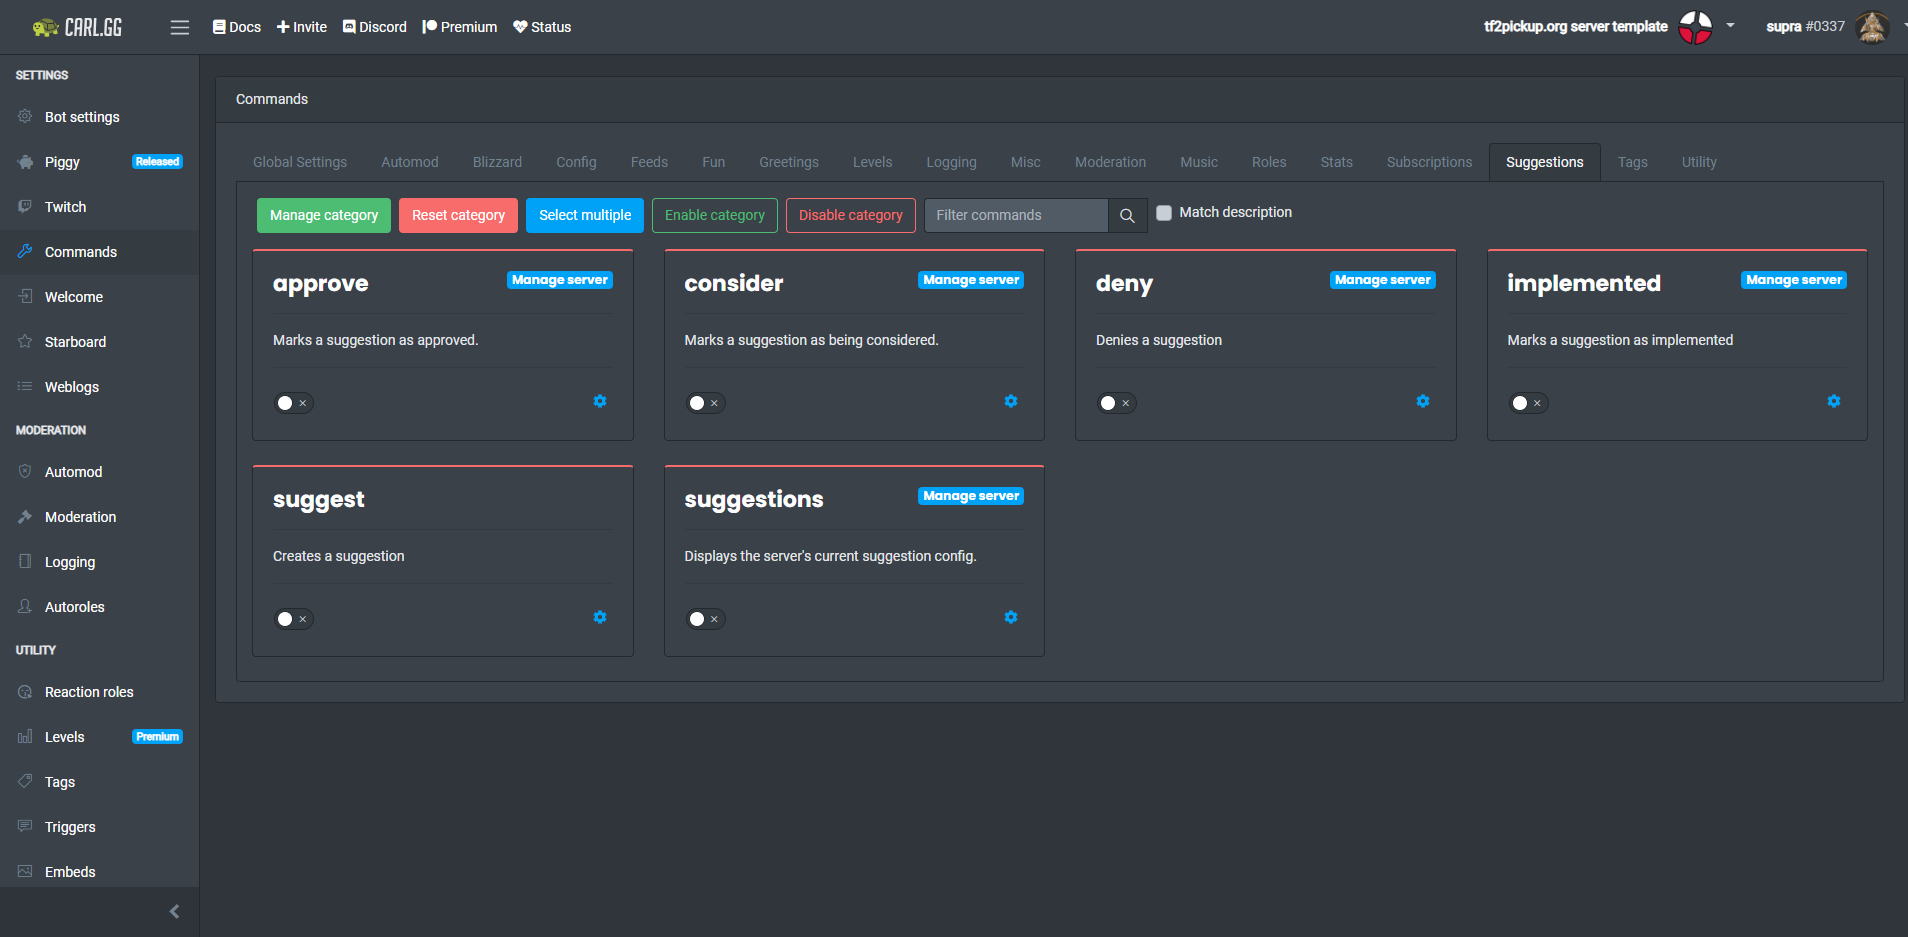 CARL.GG
Docs
Invite
Discord
Premium
Status
tf2pickup.org server template
supra #0337
SETTINGS
Bot settings
Piggy Released
Twitch
Commands
Welcome
Starboard
Weblogs
MODERATION
Automod
Moderation
Logging
Autoroles
UTILITY
Reaction roles
Levels Premium
Tags
Triggers
Embeds
Commands
Global Settings Automod Blizzard Config Feeds Fun Greetings Levels Logging Misc Moderation Music Roles Stats Subscriptions Suggestions Tags Utility
Manage category Reset category Select multiple Enable category Disable category Filter commands Match description
approve Manage server
Marks a suggestion as approved.
consider Manage server
Marks a suggestion as being considered.
deny Manage server
Denies a suggestion
implemented Manage server
Marks a suggestion as implemented
suggest
Creates a suggestion
suggestions Manage server
Displays the server's current suggestion config.